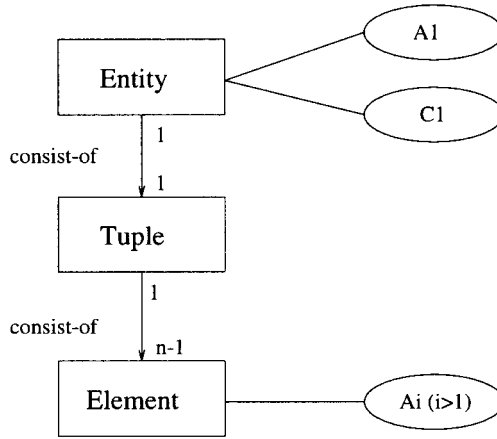 A1
Entity
C1
1
consist-of
1
Tuple
1
consist-of
n-1
Element
Ai (i>1)